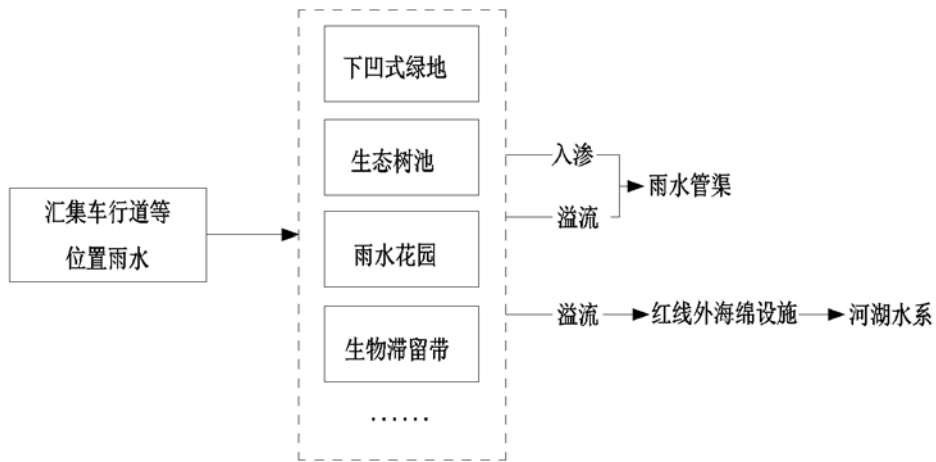 汇集车行道等
位置雨水
下凹式绿地
生态树池
雨水花园
生物滞留带
……
入渗
溢流
雨水管渠
溢流
红线外海绵设施
河湖水系